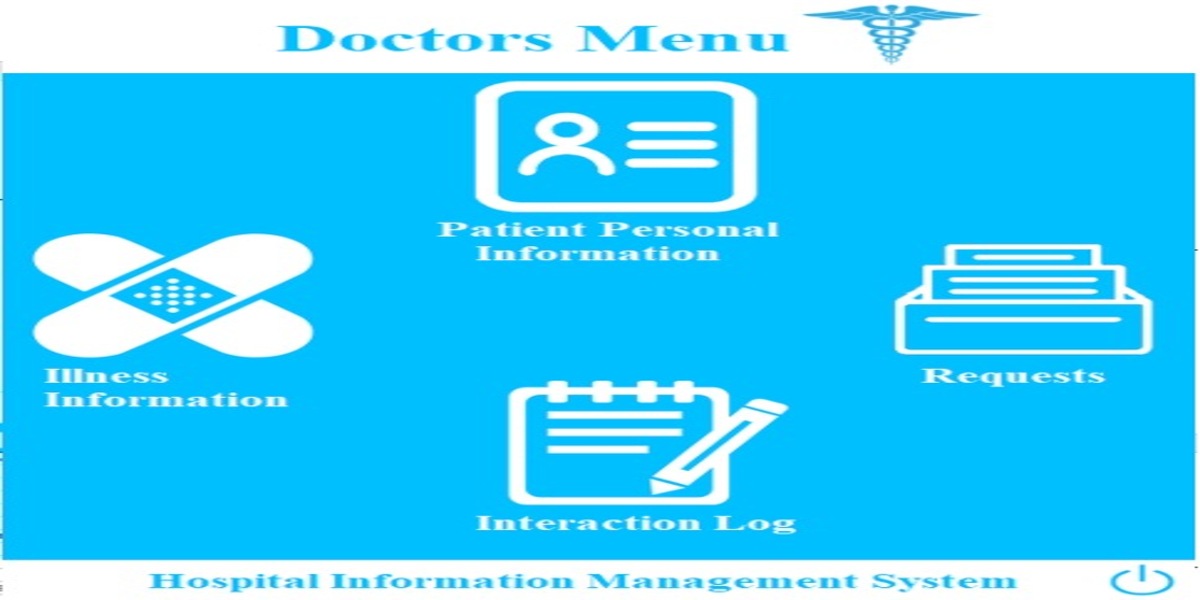 Doctors Menu
Patient Personal
Information
Illness
Information
Requests
Interaction Log
Hospital Information Management System